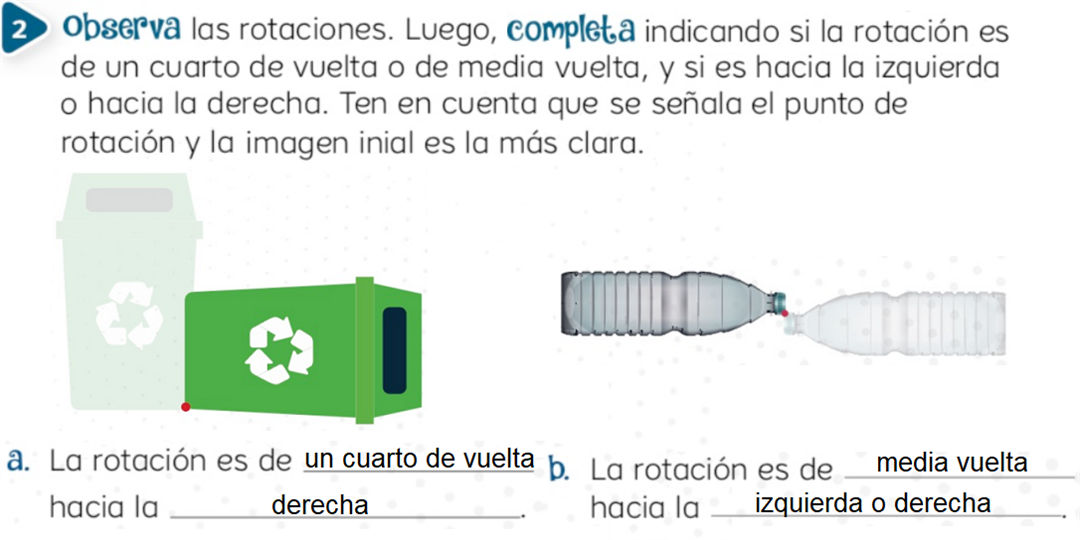 2 Observa las rotaciones. Luego, completa indicando si la rotación es
de un cuarto de vuelta o de media vuelta, y si es hacia la izquierda
o hacia la derecha. Ten en cuenta que se señala el punto de
rotación y la imagen inial es la más clara.
a. La rotación es de un cuarto de vuelta
hacia la derecha.
b. La rotación es de media vuelta
hacia la izquierda o derecha.